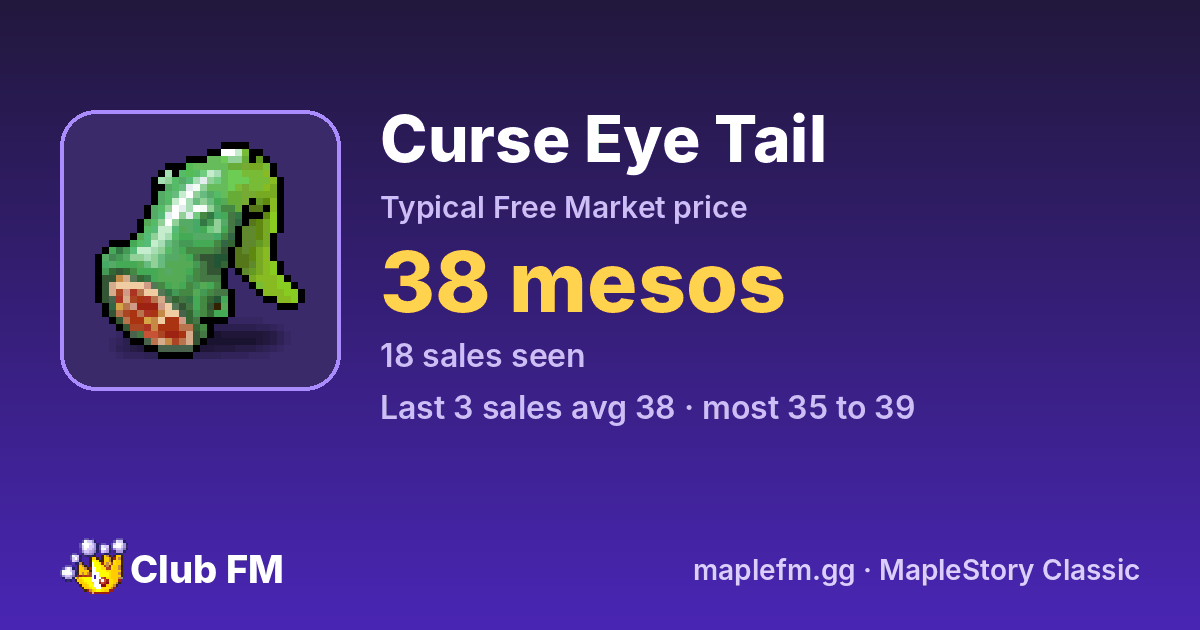 Curse Eye Tail
Typical Free Market price
38 mesos
18 sales seen
Last 3 sales avg 38 · most 35 to 39
Club FM
maplefm.gg · MapleStory Classic